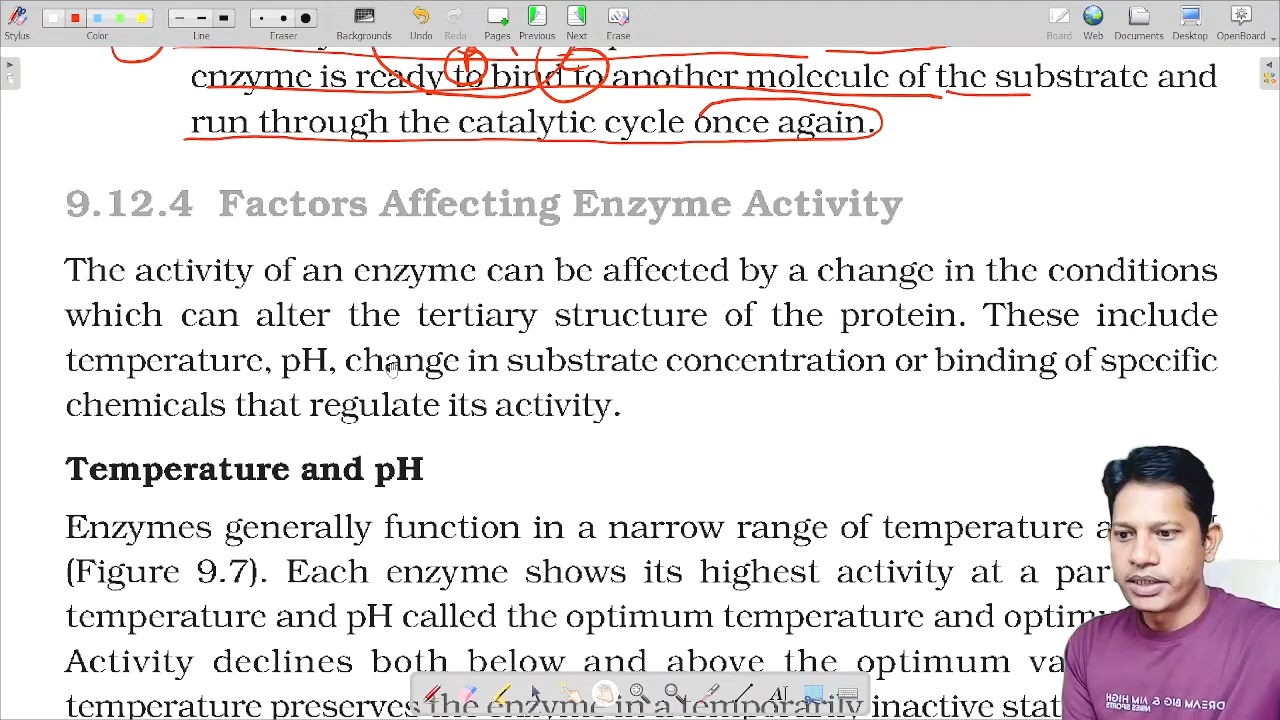 Stylus
Color
Line
Eraser
Backgrounds
Undo
Redo
Pages
Previous
Next
Erase
Board
Web
Documents
Desktop
OpenBoard
enzyme is ready to bind to another molecule of the substrate and
run through the catalytic cycle once again.
9.12.4 Factors Affecting Enzyme Activity
The activity of an enzyme can be affected by a change in the conditions
which can alter the tertiary structure of the protein. These include
temperature, pH, change in substrate concentration or binding of specific
chemicals that regulate its activity.
Temperature and pH
Enzymes generally function in a narrow range of temperature
(Figure 9.7). Each enzyme shows its highest activity at a
temperature and pH called the optimum temperature and
Activity declines both below and above the optimum
temperature preserves the enzyme in a temporarily inactive
DREAM BIG & AIM HIGH